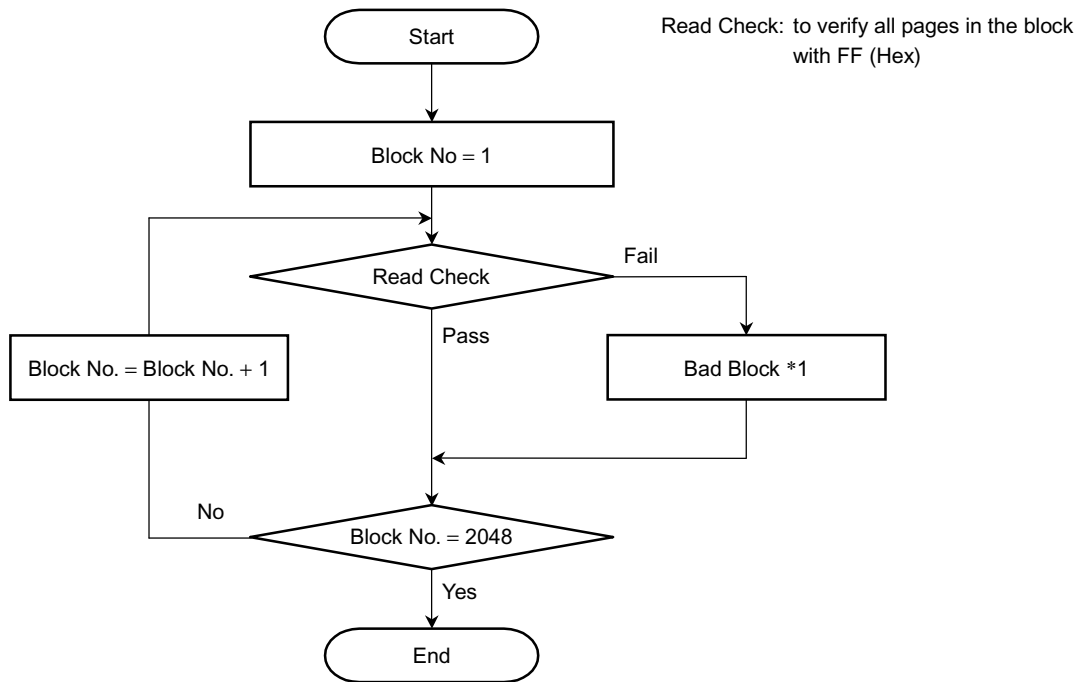 Start
Read Check: to verify all pages in the block
with FF (Hex)
Block No = 1
Read Check
Fail
Pass
Block No. = Block No. + 1
Bad Block *1
No
Block No. = 2048
Yes
End